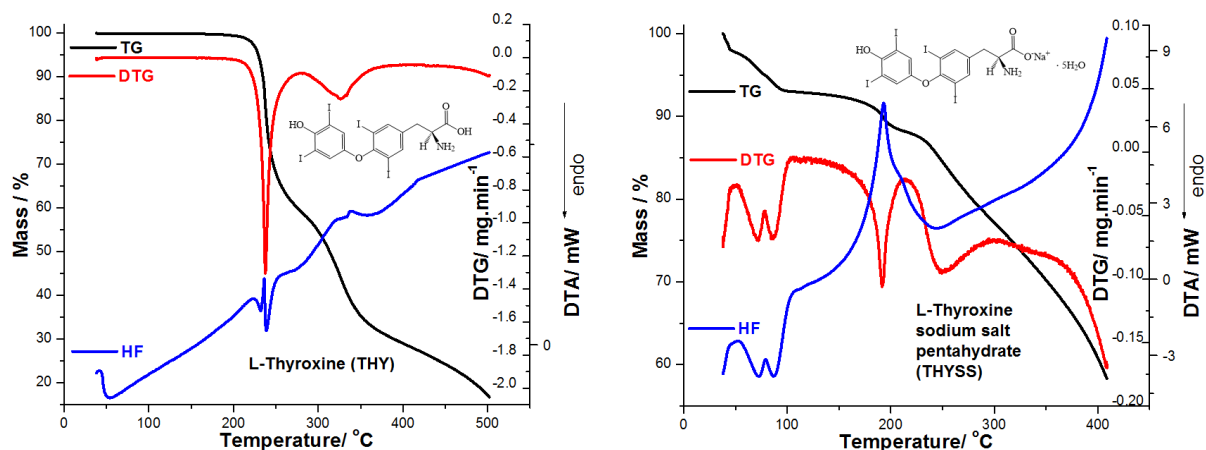 100
90
80
70
60
50
40
30
20
Mass / %
0
100
200
300
400
500
Temperature/ °C
0.2
0.0
-0.2
-0.4
-0.6
-0.8
-1.0
-1.2
-1.4
-1.6
-1.8
-2.0
DTG/ mg.min⁻¹
0
DTA/ mW
endo
TG
DTG
HF
HO
I
I
O
I
I
H
NH₂
O
OH
L-Thyroxine (THY)
100
90
80
70
60
Mass / %
0
100
200
300
400
Temperature/ °C
0.10
0.05
0.00
-0.05
-0.10
-0.15
-0.20
DTG/ mg.min⁻¹
9
6
3
0
-3
DTA/ mW
endo
TG
DTG
HF
HO
I
I
O
I
I
H
NH₂
O
O⁻Na⁺
· 5H₂O
L-Thyroxine
sodium salt
pentahydrate
(THYSS)